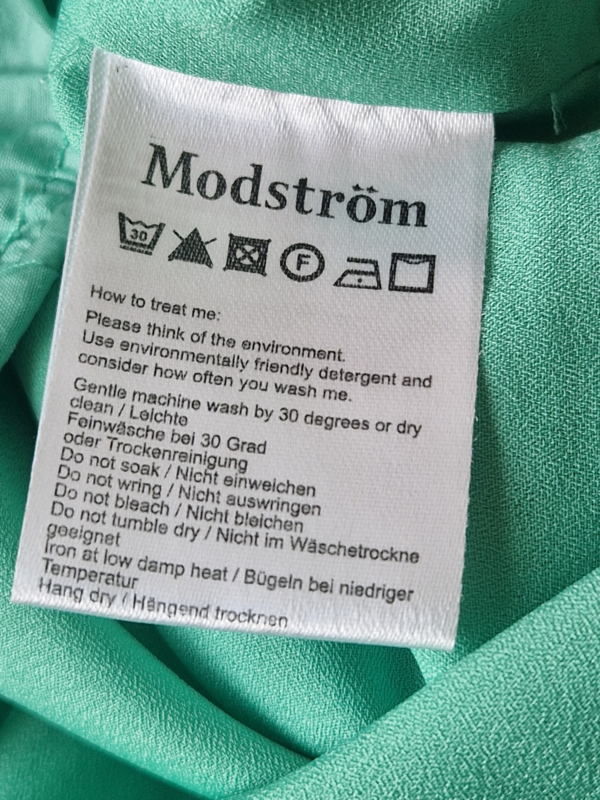 Modström
30
F
How to treat me:
Please think of the environment.
Use environmentally friendly detergent and
consider how often you wash me.
Gentle machine wash by 30 degrees or dry
clean / Leichte
Feinwäsche bei 30 Grad
oder Trockenreinigung
Do not soak / Nicht einweichen
Do not wring / Nicht auswringen
Do not bleach / Nicht bleichen
Do not tumble dry / Nicht im Wäschetrockne
geeignet
Iron at low damp heat / Bügeln bei niedriger
Temperatur
Hang dry / Hängend trocknen